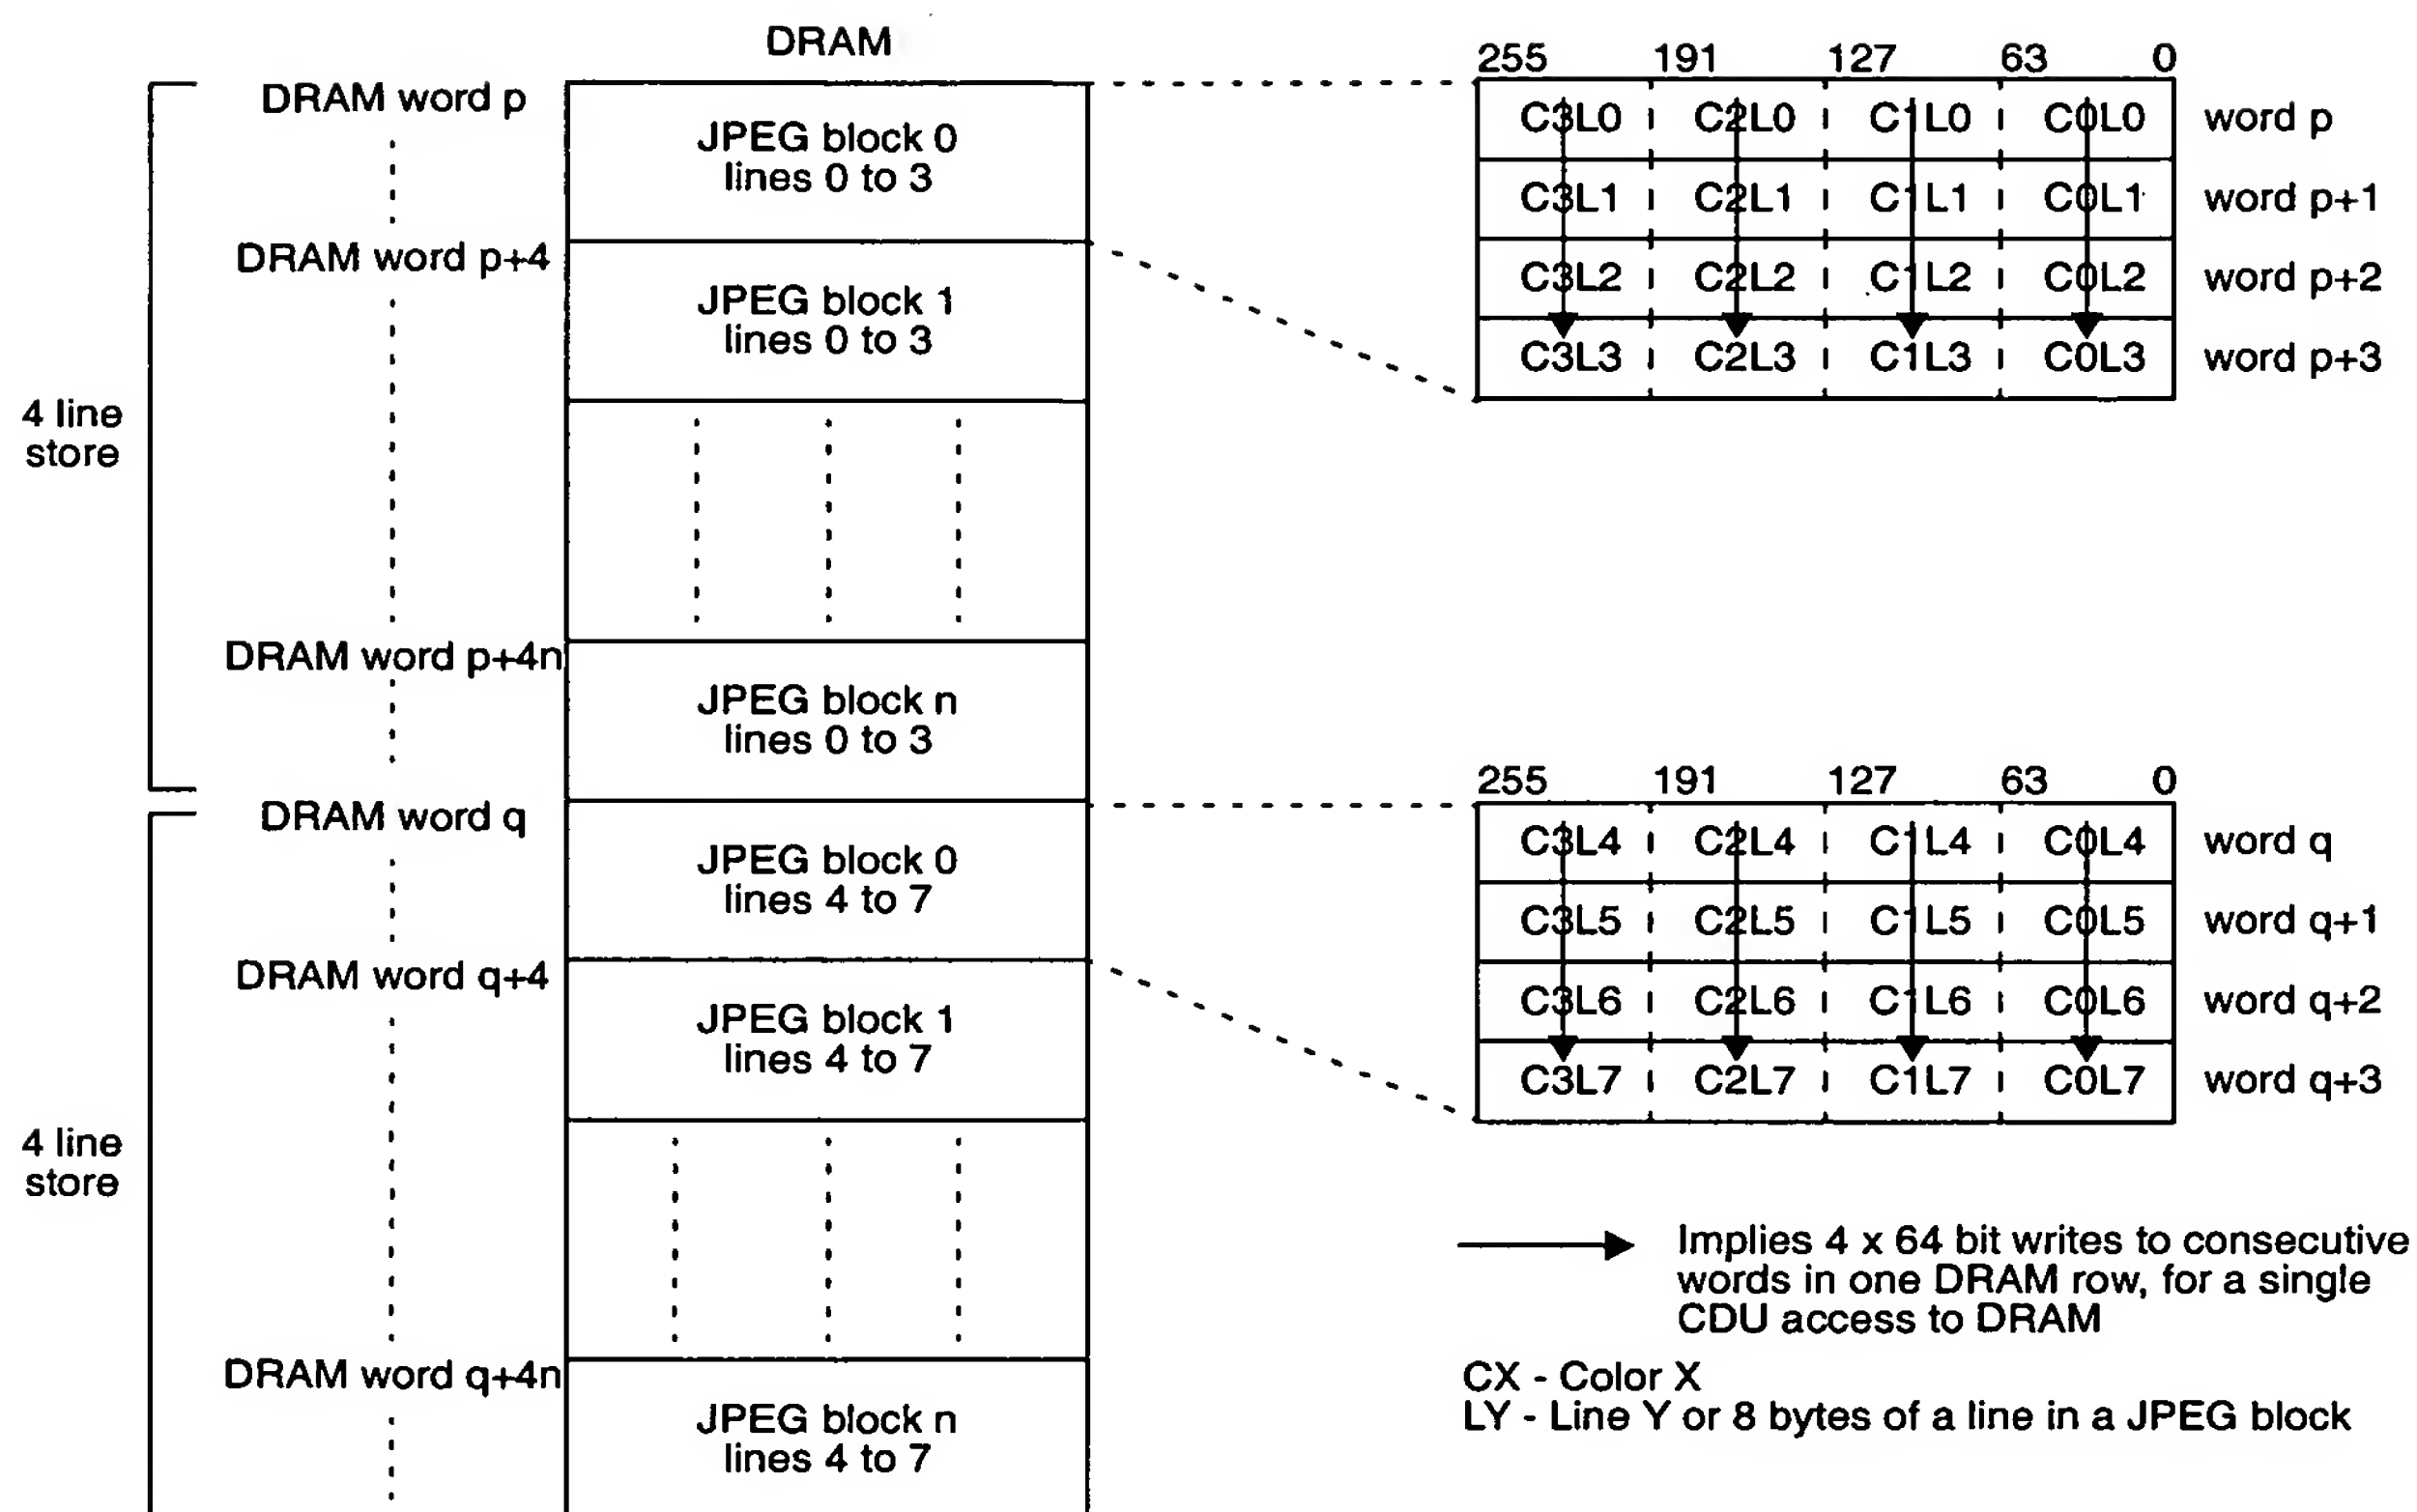 DRAM
DRAM word p
JPEG block 0
lines 0 to 3
DRAM word p+4
JPEG block 1
lines 0 to 3
4 line
store
DRAM word p+4n
JPEG block n
lines 0 to 3
DRAM word q
JPEG block 0
lines 4 to 7
DRAM word q+4
JPEG block 1
lines 4 to 7
4 line
store
DRAM word q+4n
JPEG block n
lines 4 to 7
255 191 127 63 0
C3L0 C2L0 C1L0 C0L0 word p
C3L1 C2L1 C1L1 C0L1 word p+1
C3L2 C2L2 C1L2 C0L2 word p+2
C3L3 C2L3 C1L3 C0L3 word p+3
255 191 127 63 0
C3L4 C2L4 C1L4 C0L4 word q
C3L5 C2L5 C1L5 C0L5 word q+1
C3L6 C2L6 C1L6 C0L6 word q+2
C3L7 C2L7 C1L7 C0L7 word q+3
Implies 4 x 64 bit writes to consecutive
words in one DRAM row, for a single
CDU access to DRAM
CX - Color X
LY - Line Y or 8 bytes of a line in a JPEG block